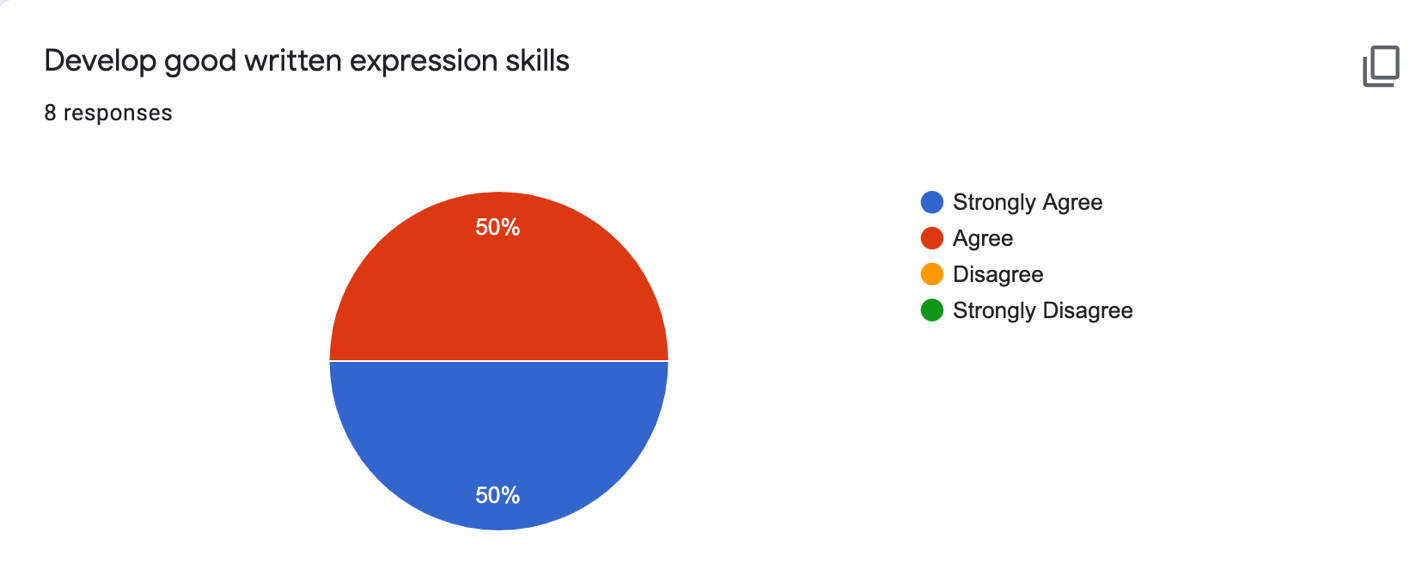 Develop good written expression skills
8 responses
50%
50%
Strongly Agree
Agree
Disagree
Strongly Disagree